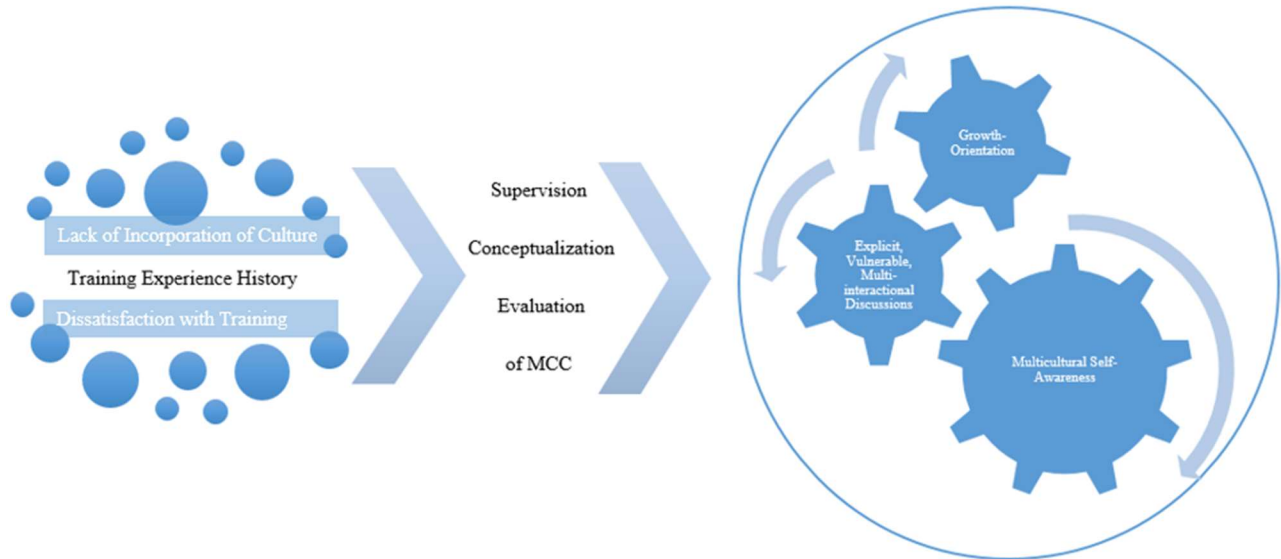 Lack of Incorporation of Culture
Training Experience History
Dissatisfaction with Training
Supervision
Conceptualization
Evaluation
of MCC
Growth-
Orientation
Explicit,
Vulnerable,
Multi-
interactional
Discussions
Multicultural Self-
Awareness